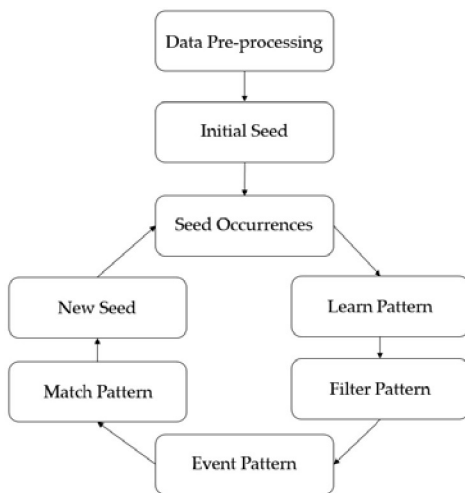 Data Pre-processing
Initial Seed
Seed Occurrences
New Seed
Learn Pattern
Match Pattern
Filter Pattern
Event Pattern